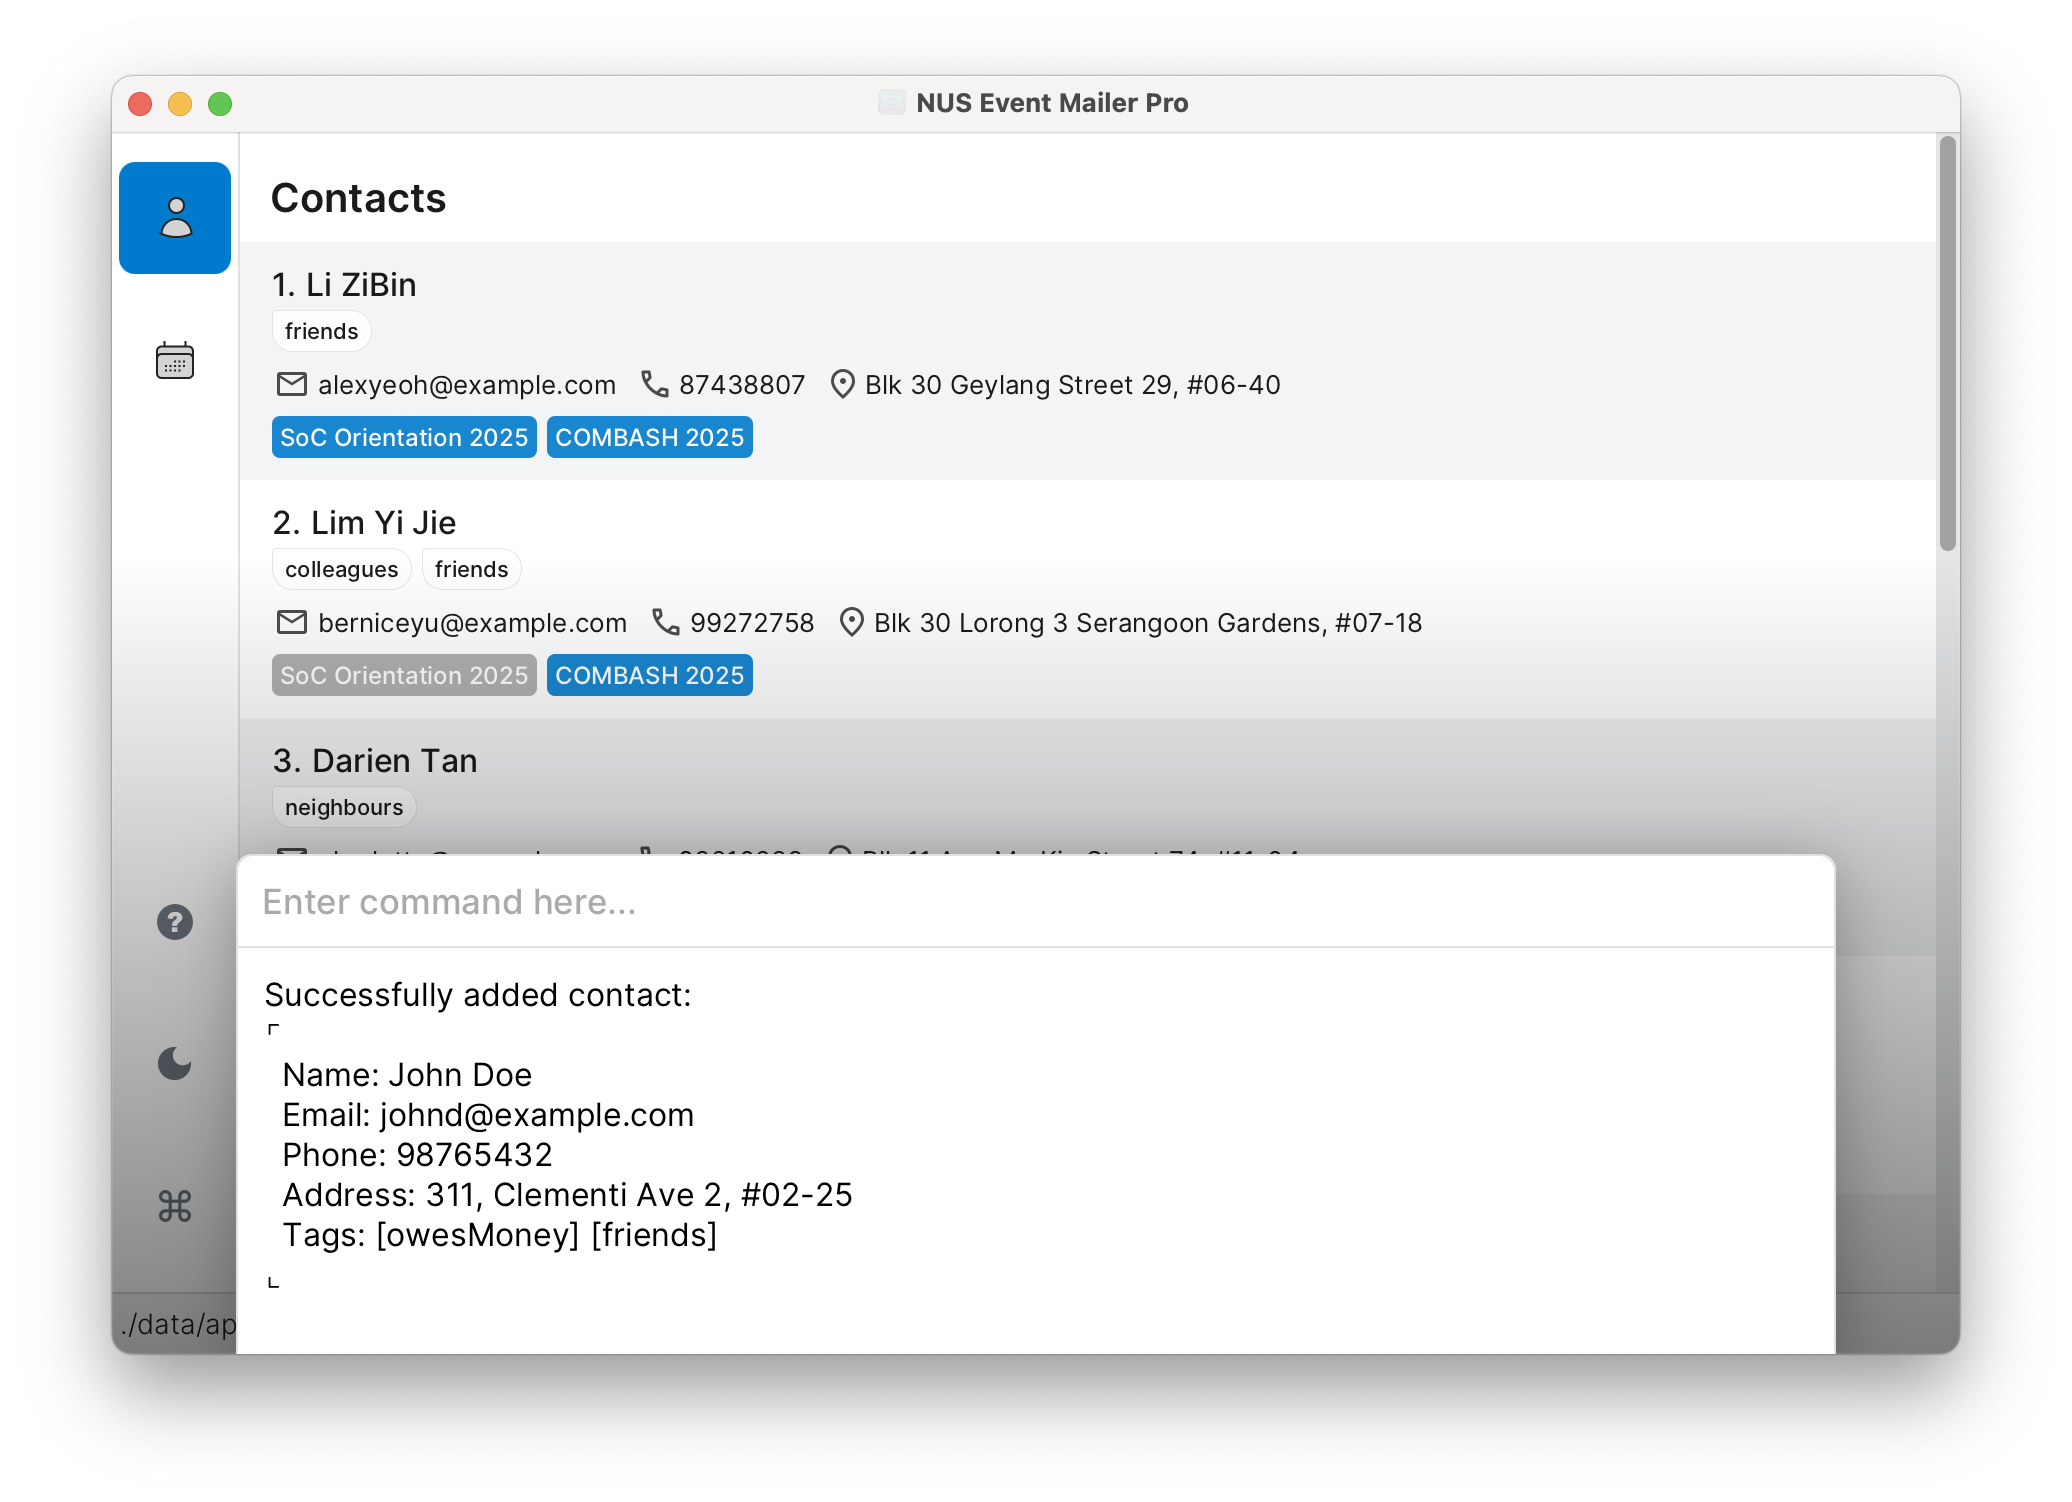 NUS Event Mailer Pro
Contacts
1. Li ZiBin
friends
alexyeoh@example.com 87438807 Blk 30 Geylang Street 29, #06-40
SoC Orientation 2025 COMBASH 2025
2. Lim Yi Jie
colleagues friends
berniceyu@example.com 99272758 Blk 30 Lorong 3 Serangoon Gardens, #07-18
SoC Orientation 2025 COMBASH 2025
3. Darien Tan
neighbours
Enter command here...
Successfully added contact:
⌜
Name: John Doe
Email: johnd@example.com
Phone: 98765432
Address: 311, Clementi Ave 2, #02-25
Tags: [owesMoney] [friends]
⌞
./data/ap